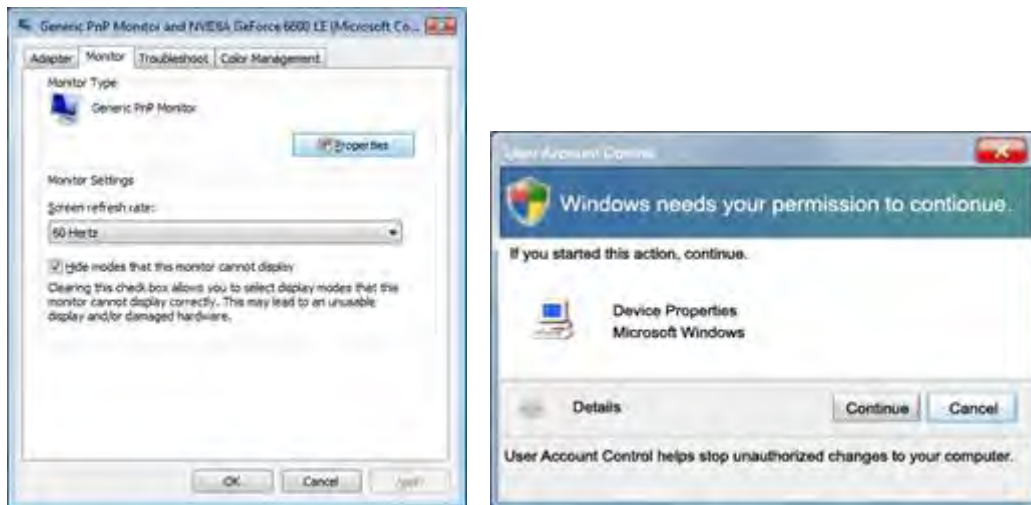 Generic PnP Monitor and NVIDIA GeForce 6600 LE (Microsoft Co...
Adapter Monitor Troubleshoot Color Management
Monitor Type
Generic PnP Monitor
Properties
Monitor Settings
Screen refresh rate:
60 Hertz
Hide modes that this monitor cannot display
Clearing this check box allows you to select display modes that this
monitor cannot display correctly. This may lead to an unusable
display and/or damaged hardware.
OK Cancel Apply
User Account Control
Windows needs your permission to contionue.
If you started this action, continue.
Device Properties
Microsoft Windows
Details Continue Cancel
User Account Control helps stop unauthorized changes to your computer.